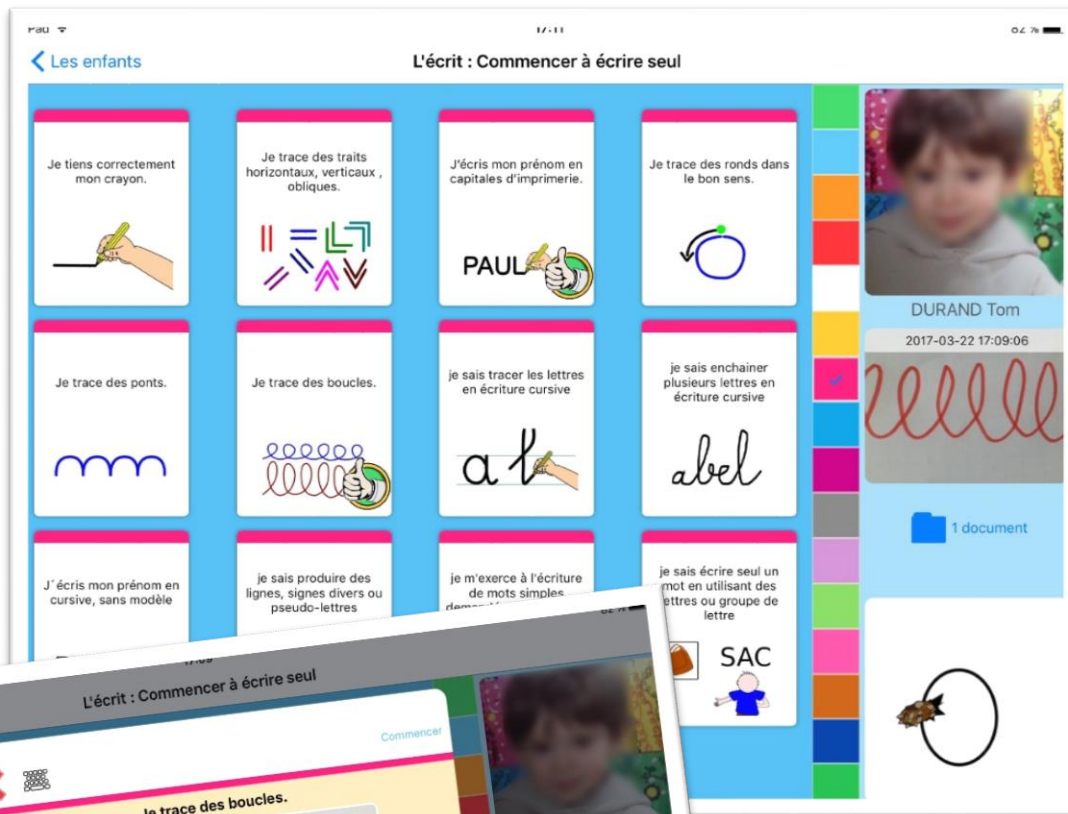 L'écrit : Commencer à écrire seul
Les enfants
Je tiens correctement
mon crayon.
Je trace des traits
horizontaux, verticaux ,
obliques.
J'écris mon prénom en
capitales d'imprimerie.
PAUL
Je trace des ronds dans
le bon sens.
Je trace des ponts.
Je trace des boucles.
je sais tracer les lettres
en écriture cursive
a t
je sais enchainer
plusieurs lettres en
écriture cursive
abel
J´écris mon prénom en
cursive, sans modèle
je sais produire des
lignes, signes divers ou
pseudo-lettres
je m'exerce à l'écriture
de mots simples
je sais écrire seul un
mot en utilisant des
ettres ou groupe de
lettre
SAC
DURAND Tom
2017-03-22 17:09:06
1 document
L'écrit : Commencer à écrire seul
Commencer
le trace des boucles.